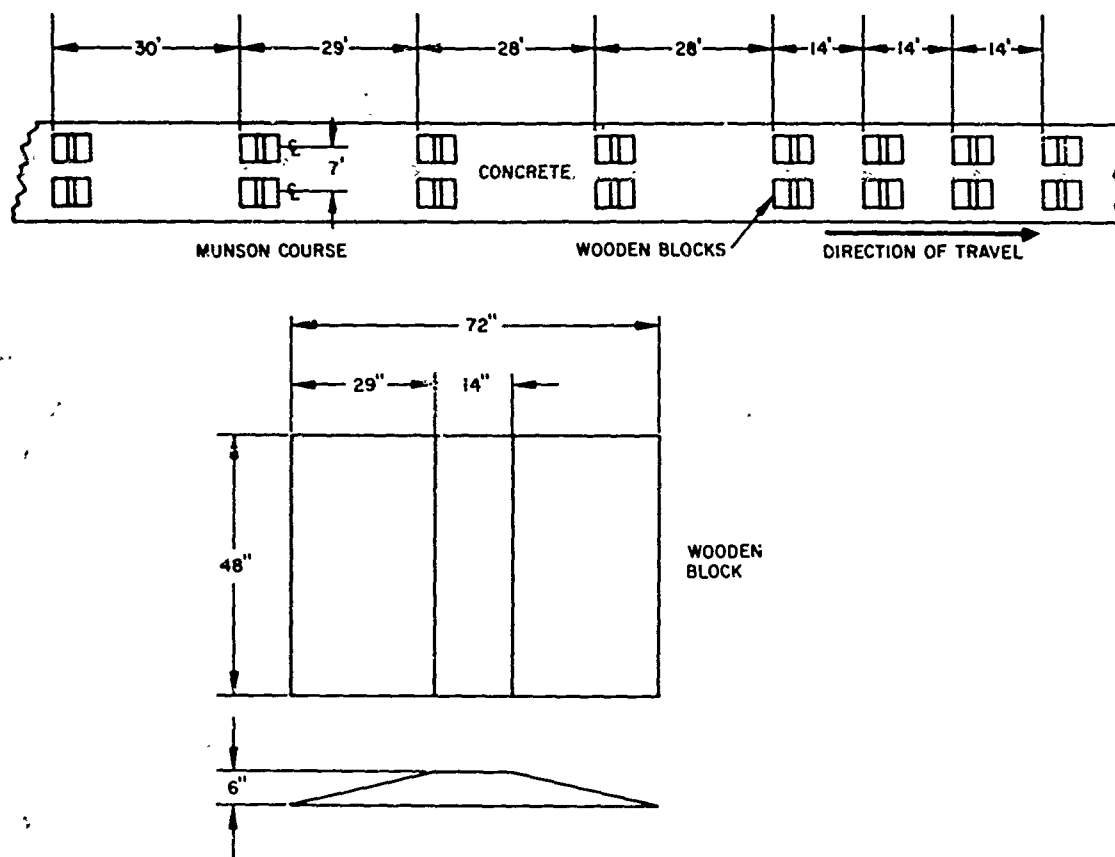 30' 29' 28' 28' 14' 14' 14'
℄
7'
℄
CONCRETE
MUNSON COURSE
WOODEN BLOCKS
DIRECTION OF TRAVEL
72"
29" 14"
48"
WOODEN
BLOCK
6"